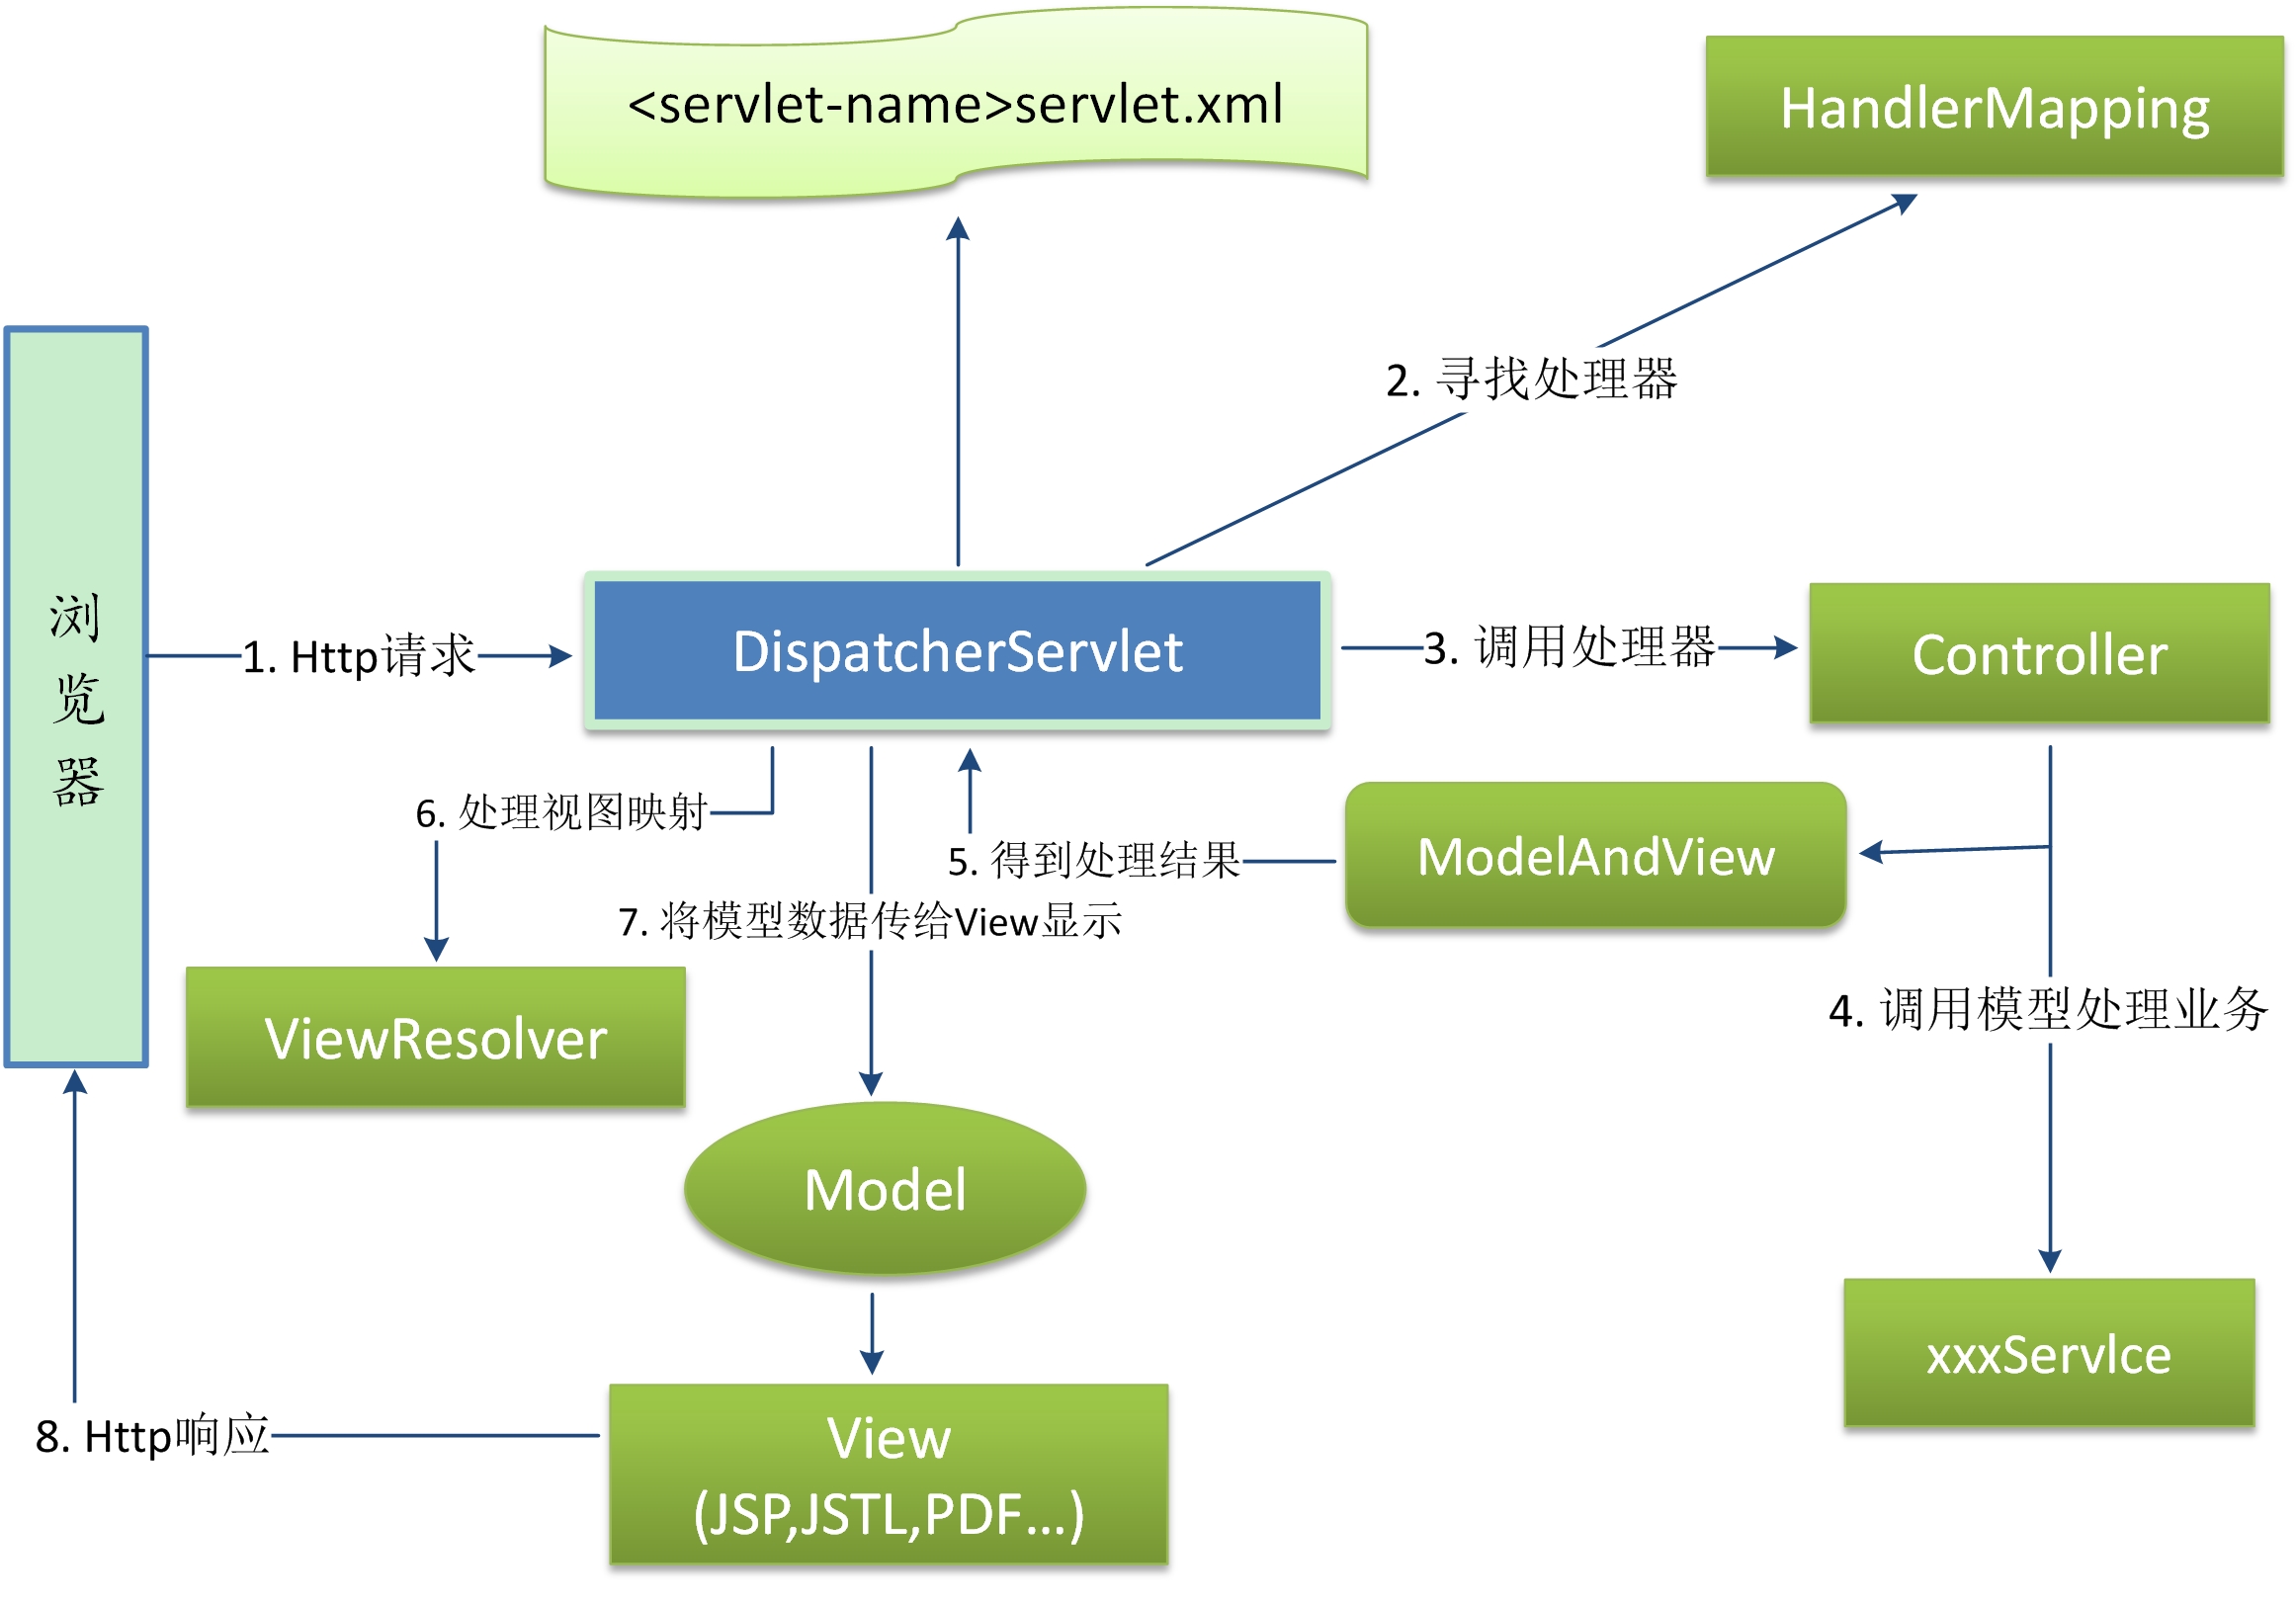 <servlet-name>servlet.xml
HandlerMapping
2. 寻找处理器
浏
览
器
1. Http请求
DispatcherServlet
3. 调用处理器
Controller
6. 处理视图映射
5. 得到处理结果
ModelAndView
7. 将模型数据传给View显示
4. 调用模型处理业务
ViewResolver
Model
xxxServlce
8. Http响应
View
(JSP,JSTL,PDF...)